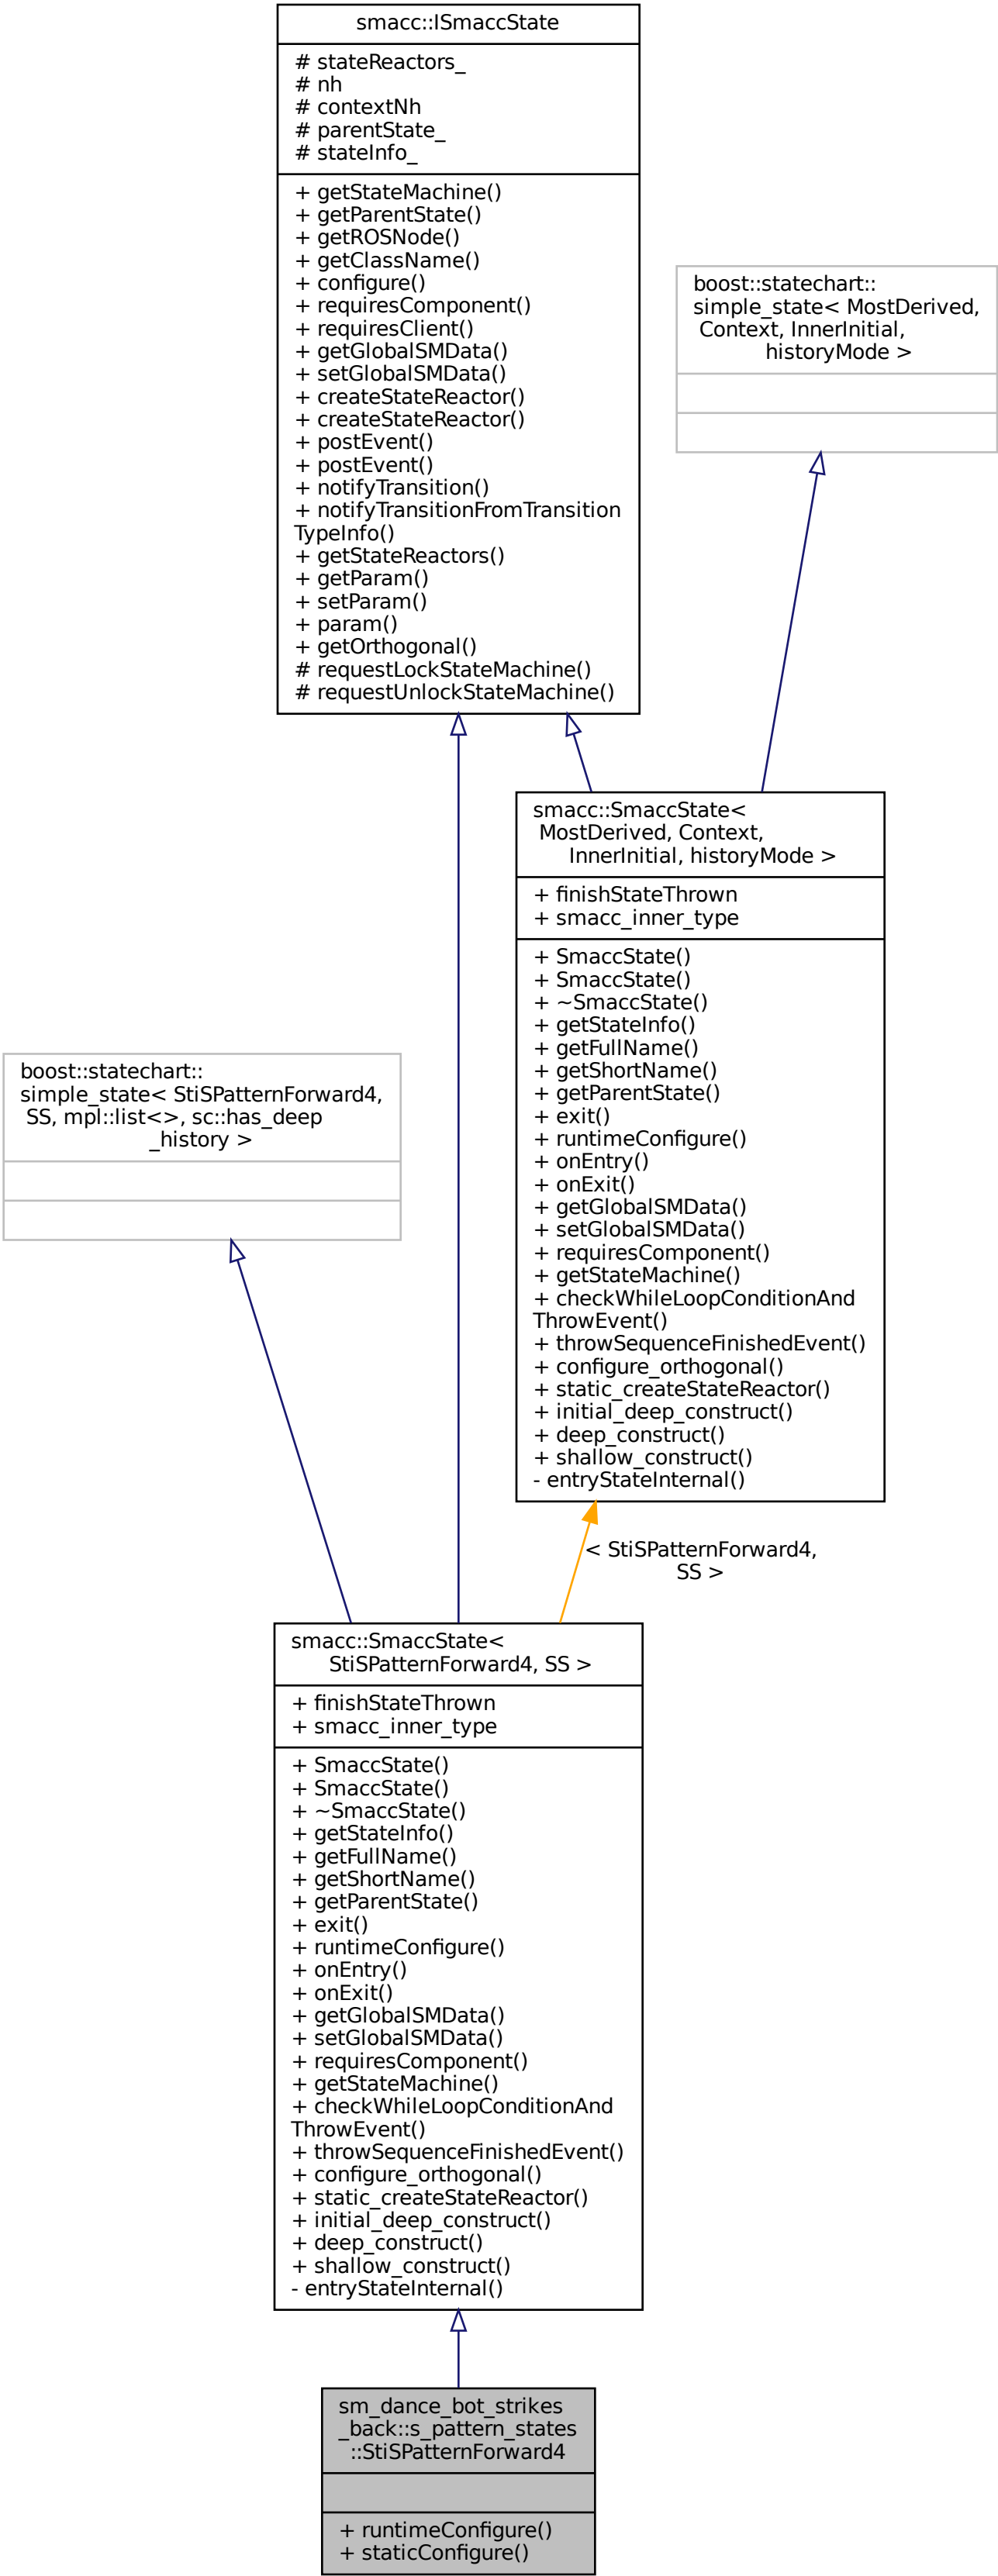 smacc::ISmaccState
# stateReactors_
# nh
# contextNh
# parentState_
# stateInfo_
+ getStateMachine()
+ getParentState()
+ getROSNode()
+ getClassName()
+ configure()
+ requiresComponent()
+ requiresClient()
+ getGlobalSMData()
+ setGlobalSMData()
+ createStateReactor()
+ createStateReactor()
+ postEvent()
+ postEvent()
+ notifyTransition()
+ notifyTransitionFromTransition
TypeInfo()
+ getStateReactors()
+ getParam()
+ setParam()
+ param()
+ getOrthogonal()
# requestLockStateMachine()
# requestUnlockStateMachine()
boost::statechart::
simple_state< MostDerived,
Context, InnerInitial,
historyMode >
smacc::SmaccState<
MostDerived, Context,
InnerInitial, historyMode >
+ finishStateThrown
+ smacc_inner_type
+ SmaccState()
+ SmaccState()
+ ~SmaccState()
+ getStateInfo()
+ getFullName()
+ getShortName()
+ getParentState()
+ exit()
+ runtimeConfigure()
+ onEntry()
+ onExit()
+ getGlobalSMData()
+ setGlobalSMData()
+ requiresComponent()
+ getStateMachine()
+ checkWhileLoopConditionAnd
ThrowEvent()
+ throwSequenceFinishedEvent()
+ configure_orthogonal()
+ static_createStateReactor()
+ initial_deep_construct()
+ deep_construct()
+ shallow_construct()
- entryStateInternal()
boost::statechart::
simple_state< StiSPatternForward4,
SS, mpl::list<>, sc::has_deep
_history >
< StiSPatternForward4,
SS >
smacc::SmaccState<
StiSPatternForward4, SS >
+ finishStateThrown
+ smacc_inner_type
+ SmaccState()
+ SmaccState()
+ ~SmaccState()
+ getStateInfo()
+ getFullName()
+ getShortName()
+ getParentState()
+ exit()
+ runtimeConfigure()
+ onEntry()
+ onExit()
+ getGlobalSMData()
+ setGlobalSMData()
+ requiresComponent()
+ getStateMachine()
+ checkWhileLoopConditionAnd
ThrowEvent()
+ throwSequenceFinishedEvent()
+ configure_orthogonal()
+ static_createStateReactor()
+ initial_deep_construct()
+ deep_construct()
+ shallow_construct()
- entryStateInternal()
sm_dance_bot_strikes
_back::s_pattern_states
::StiSPatternForward4
+ runtimeConfigure()
+ staticConfigure()